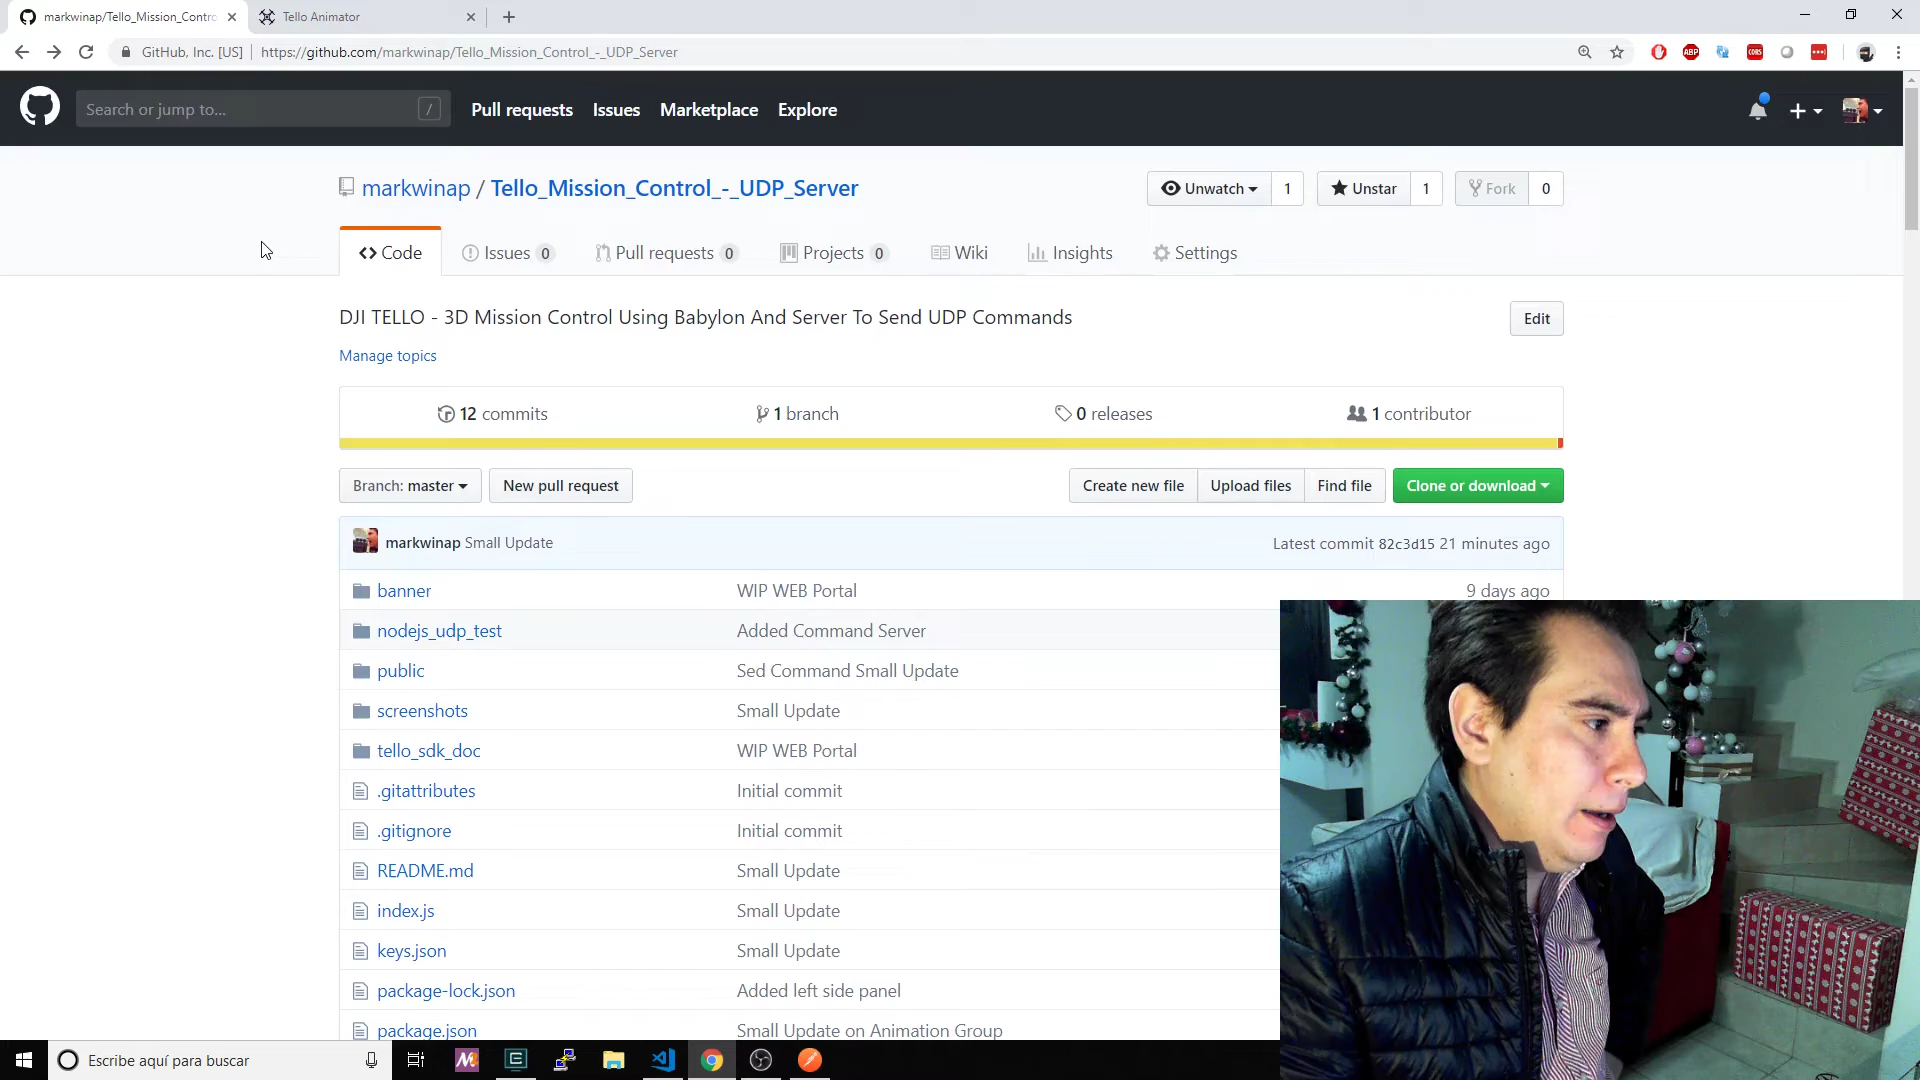 markwinap/Tello_Mission_Contro
Tello Animator
GitHub, Inc. [US]
https://github.com/markwinap/Tello_Mission_Control_-_UDP_Server
ABP
CORS
Search or jump to...
/
Pull requests
Issues
Marketplace
Explore
markwinap / Tello_Mission_Control_-_UDP_Server
Unwatch 1
Unstar 1
Fork 0
Code
Issues 0
Pull requests 0
Projects 0
Wiki
Insights
Settings
DJI TELLO - 3D Mission Control Using Babylon And Server To Send UDP Commands
Edit
Manage topics
12 commits
1 branch
0 releases
1 contributor
Branch: master
New pull request
Create new file
Upload files
Find file
Clone or download
markwinap Small Update
Latest commit 82c3d15 21 minutes ago
banner WIP WEB Portal 9 days ago
nodejs_udp_test Added Command Server
public Sed Command Small Update
screenshots Small Update
tello_sdk_doc WIP WEB Portal
.gitattributes Initial commit
.gitignore Initial commit
README.md Small Update
index.js Small Update
keys.json Small Update
package-lock.json Added left side panel
package.json Small Update on Animation Group
Escribe aquí para buscar